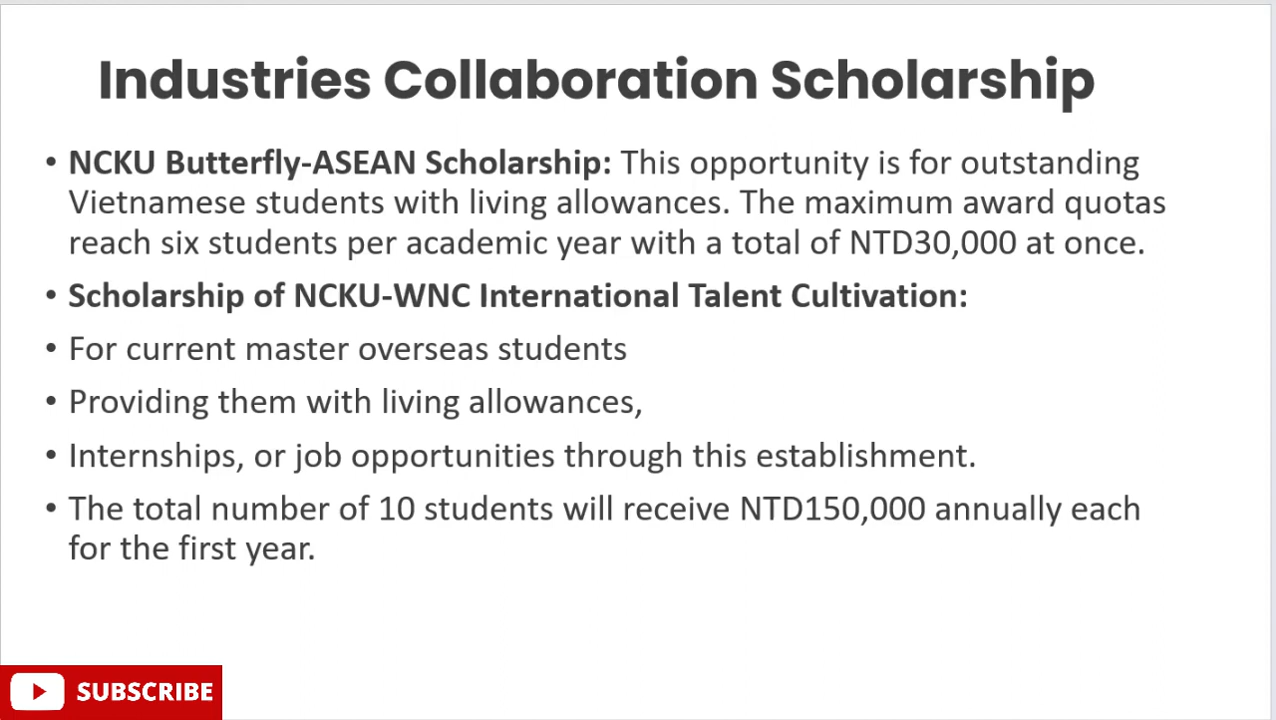 Industries Collaboration Scholarship
• NCKU Butterfly-ASEAN Scholarship: This opportunity is for outstanding
Vietnamese students with living allowances. The maximum award quotas
reach six students per academic year with a total of NTD30,000 at once.
• Scholarship of NCKU-WNC International Talent Cultivation:
• For current master overseas students
• Providing them with living allowances,
• Internships, or job opportunities through this establishment.
• The total number of 10 students will receive NTD150,000 annually each
for the first year.
SUBSCRIBE